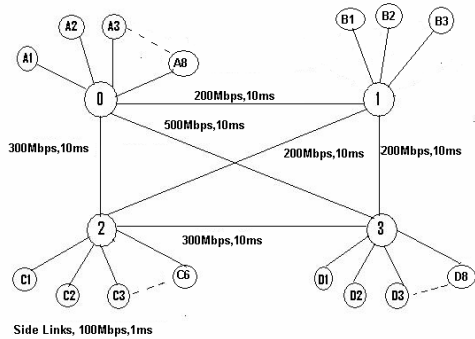 A1
A2
A3
A8
B1
B2
B3
0
1
200Mbps,10ms
500Mbps,10ms
300Mbps,10ms
200Mbps,10ms
200Mbps,10ms
2
3
300Mbps,10ms
C1
C2
C3
C6
D1
D2
D3
D8
Side Links, 100Mbps,1ms